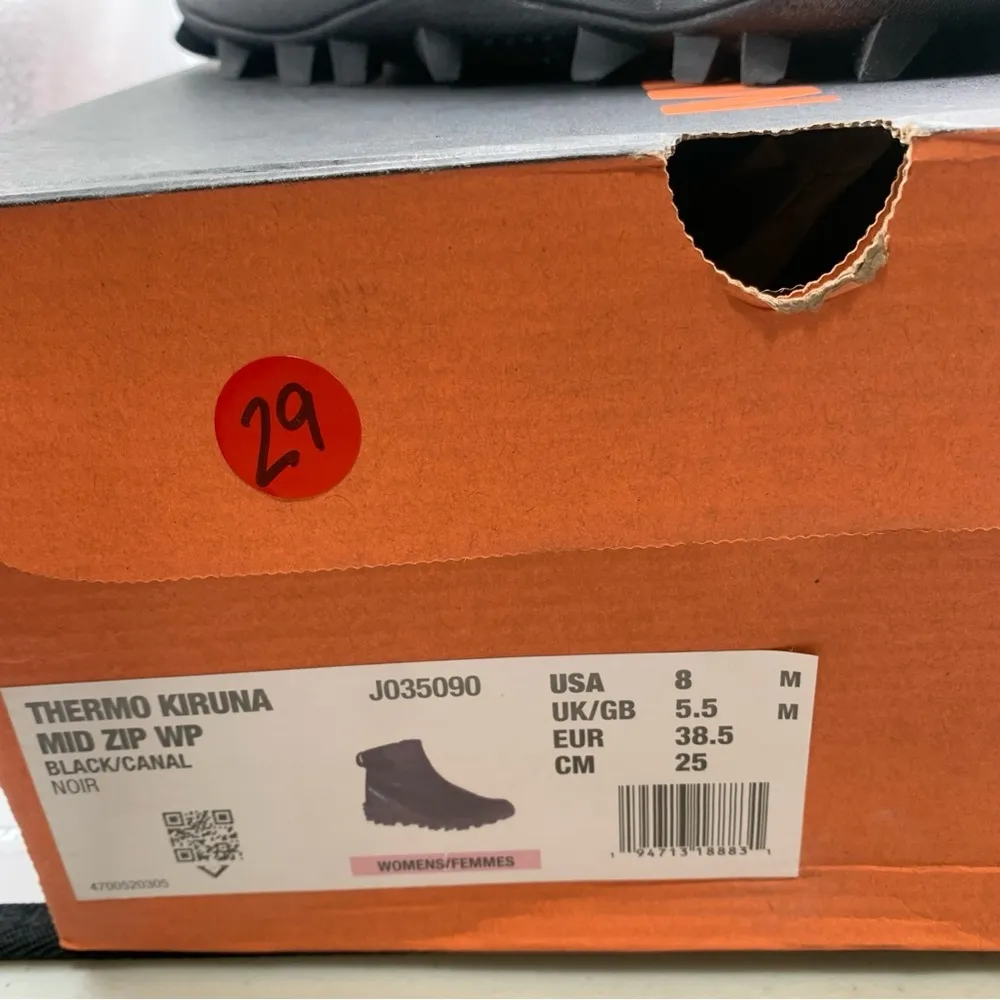 29
THERMO KIRUNA
MID ZIP WP
BLACK/CANAL
NOIR
J035090
USA 8 M
UK/GB 5.5 M
EUR 38.5
CM 25
WOMENS/FEMMES
1 94713 18883 1
4700520305